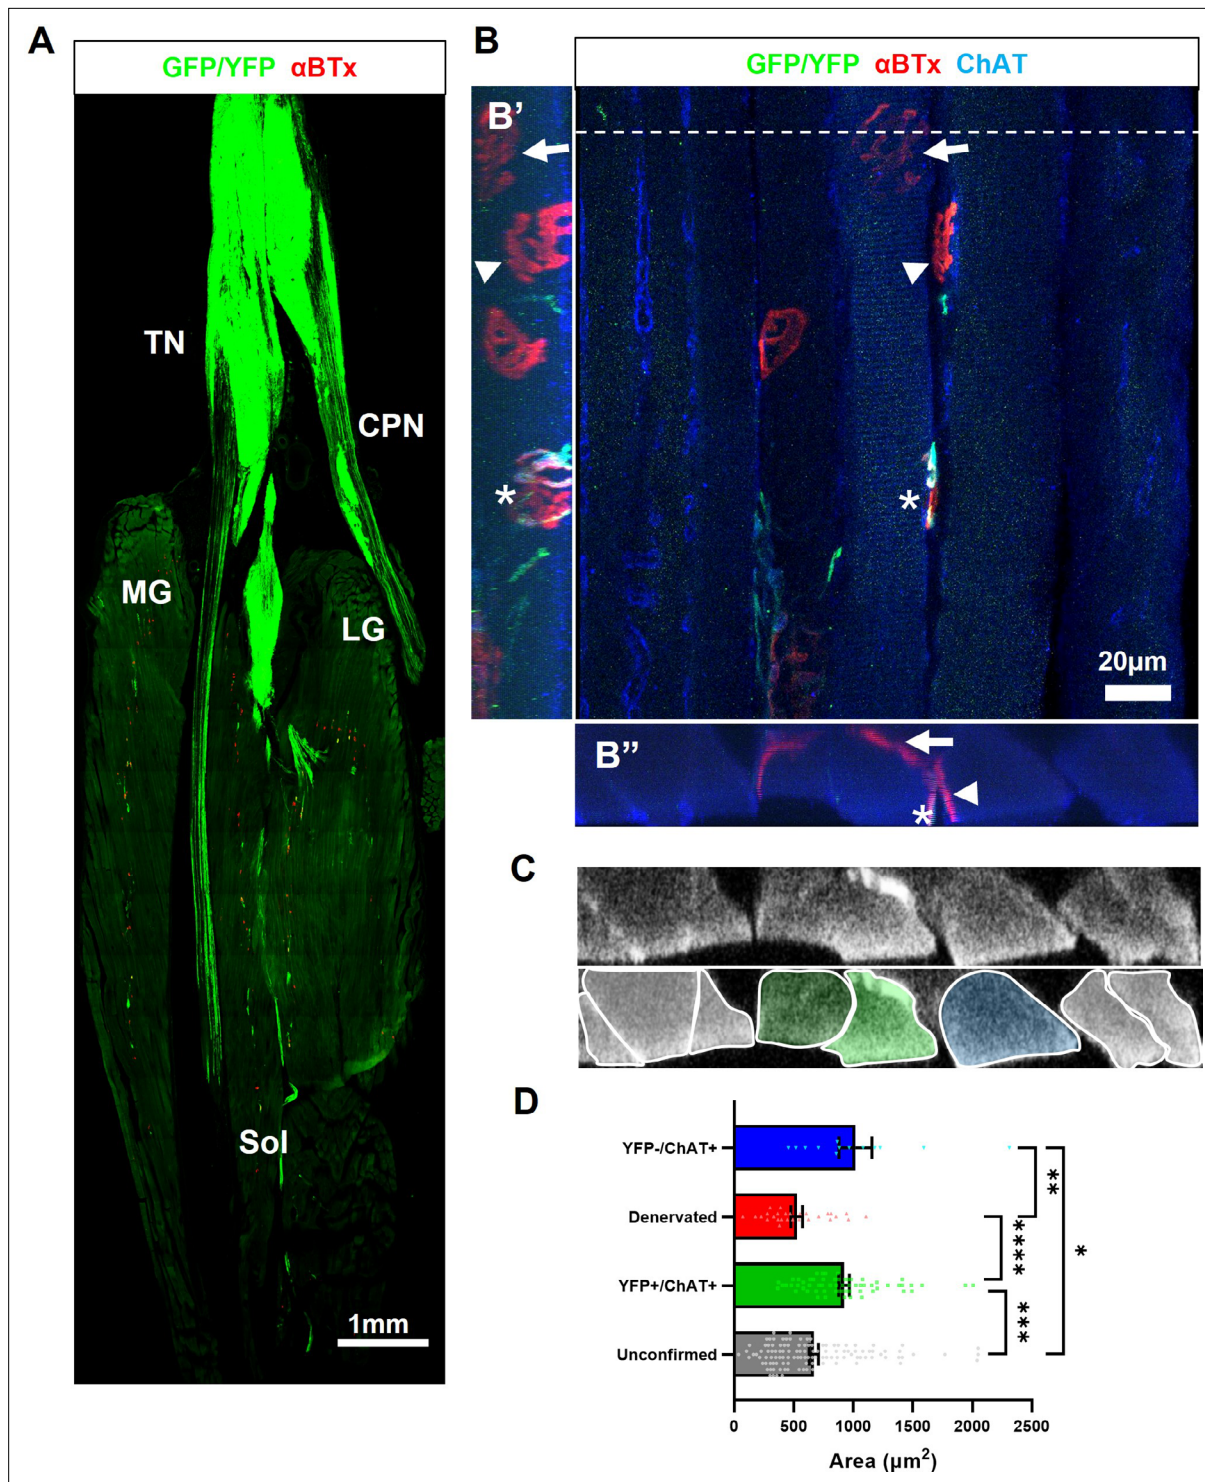 A
GFP/YFP αBTx
TN
CPN
MG
LG
Sol
1mm
B
GFP/YFP αBTx ChAT
B’
*
*
20µm
B”
*
C
D
YFP-/ChAT+
Denervated
YFP+/ChAT+
Unconfirmed
**
****
***
*
0 500 1000 1500 2000 2500
Area (µm²)